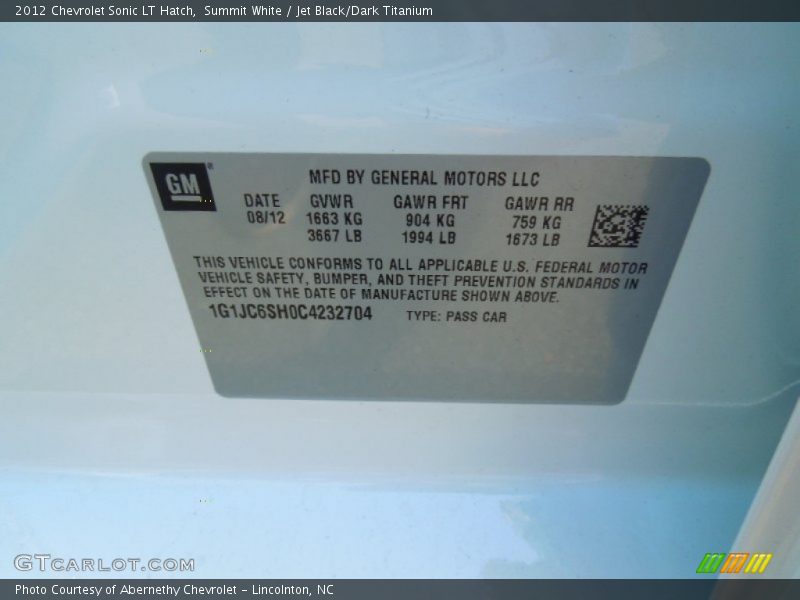 2012 Chevrolet Sonic LT Hatch,  Summit White / Jet Black/Dark Titanium
GM
MFD BY GENERAL MOTORS LLC
DATE GVWR GAWR FRT GAWR RR
08/12 1663 KG 904 KG 759 KG
3667 LB 1994 LB 1673 LB
THIS VEHICLE CONFORMS TO ALL APPLICABLE U.S. FEDERAL MOTOR
VEHICLE SAFETY, BUMPER, AND THEFT PREVENTION STANDARDS IN
EFFECT ON THE DATE OF MANUFACTURE SHOWN ABOVE.
1G1JC6SH0C4232704 TYPE: PASS CAR
GTCARLOT.COM
Photo Courtesy of Abernethy Chevrolet – Lincolnton, NC